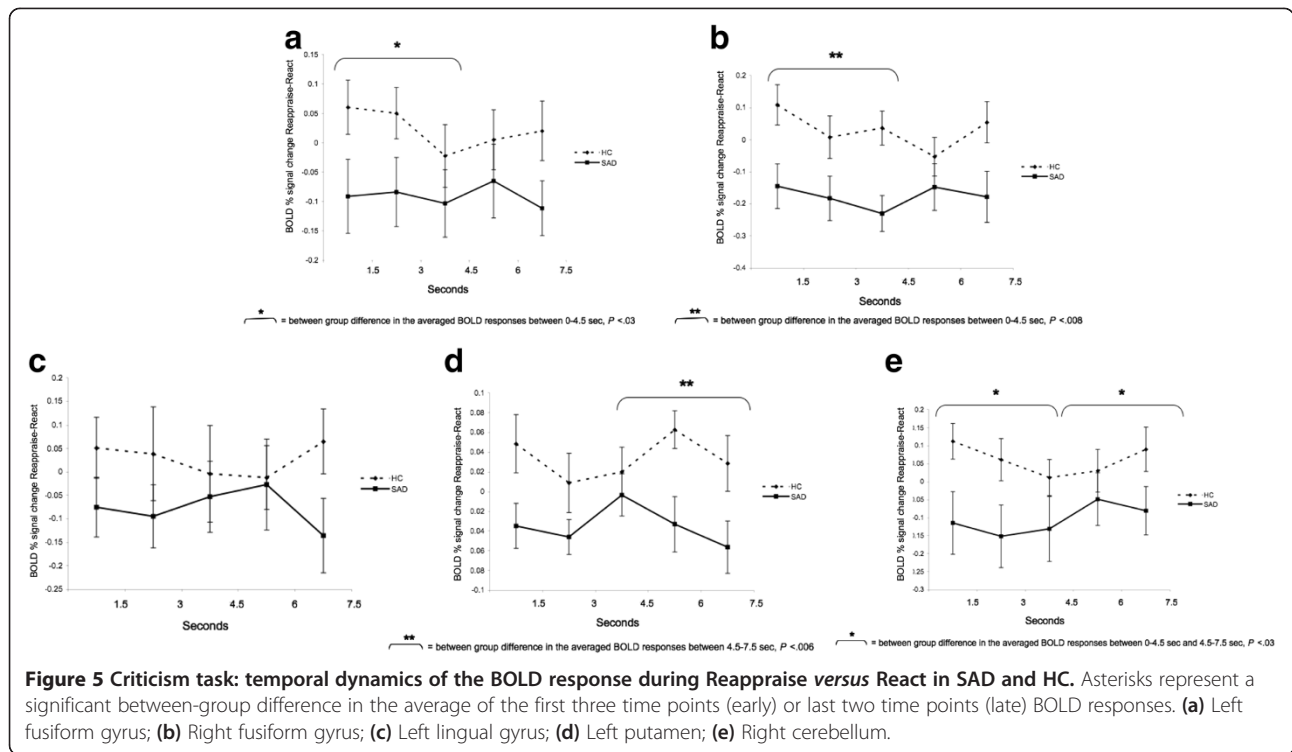 a
*
0.15
0.1
0.05
0
-0.05
-0.1
-0.15
-0.2
BOLD % signal change Reappraise-React
1.5 3 4.5 6 7.5
Seconds
HC
SAD
* = between group difference in the averaged BOLD responses between 0-4.5 sec, P <.03
b
**
0.2
0.1
0
-0.1
-0.2
-0.3
-0.4
BOLD % signal change Reappraise-React
1.5 3 4.5 6 7.5
Seconds
HC
SAD
** = between group difference in the averaged BOLD responses between 0-4.5 sec, P <.008
c
0.2
0.15
0.1
0.05
0
-0.05
-0.1
-0.15
-0.2
-0.25
BOLD % signal change Reappraise-React
1.5 3 4.5 6 7.5
Seconds
HC
SAD
d
**
0.1
0.08
0.06
0.04
0.02
0
0.02
0.04
0.06
0.08
-0.1
BOLD % signal change Reappraise-React
1.5 3 4.5 6 7.5
Seconds
HC
SAD
** = between group difference in the averaged BOLD responses between 4.5-7.5 sec, P <.006
e
* *
0.2
0.15
0.1
0.05
0
BOLD % signal change Reappraise-React
-0.3
1.5 3 4.5 6 7.5
Seconds
HC
SAD
* = between group difference in the averaged BOLD responses between 0-4.5 sec and 4.5-7.5 sec, P <.03
Figure 5 Criticism task: temporal dynamics of the BOLD response during Reappraise versus React in SAD and HC. Asterisks represent a
significant between-group difference in the average of the first three time points (early) or last two time points (late) BOLD responses. (a) Left
fusiform gyrus; (b) Right fusiform gyrus; (c) Left lingual gyrus; (d) Left putamen; (e) Right cerebellum.